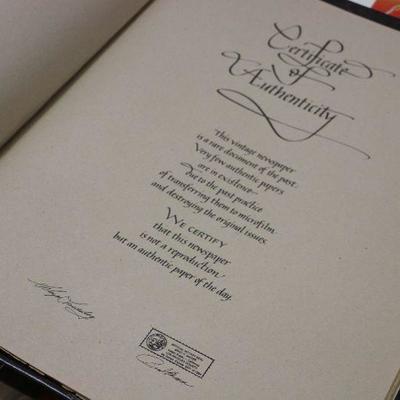 Certificate
of
Authenticity
This vintage newspaper
is a rare document of the past.
Very few authentic papers
are in existence
due to the past practice
of transferring them to microfilm
and destroying the original issues.
WE CERTIFY
that this newspaper
is not a reproduction
but an authentic paper of the day.